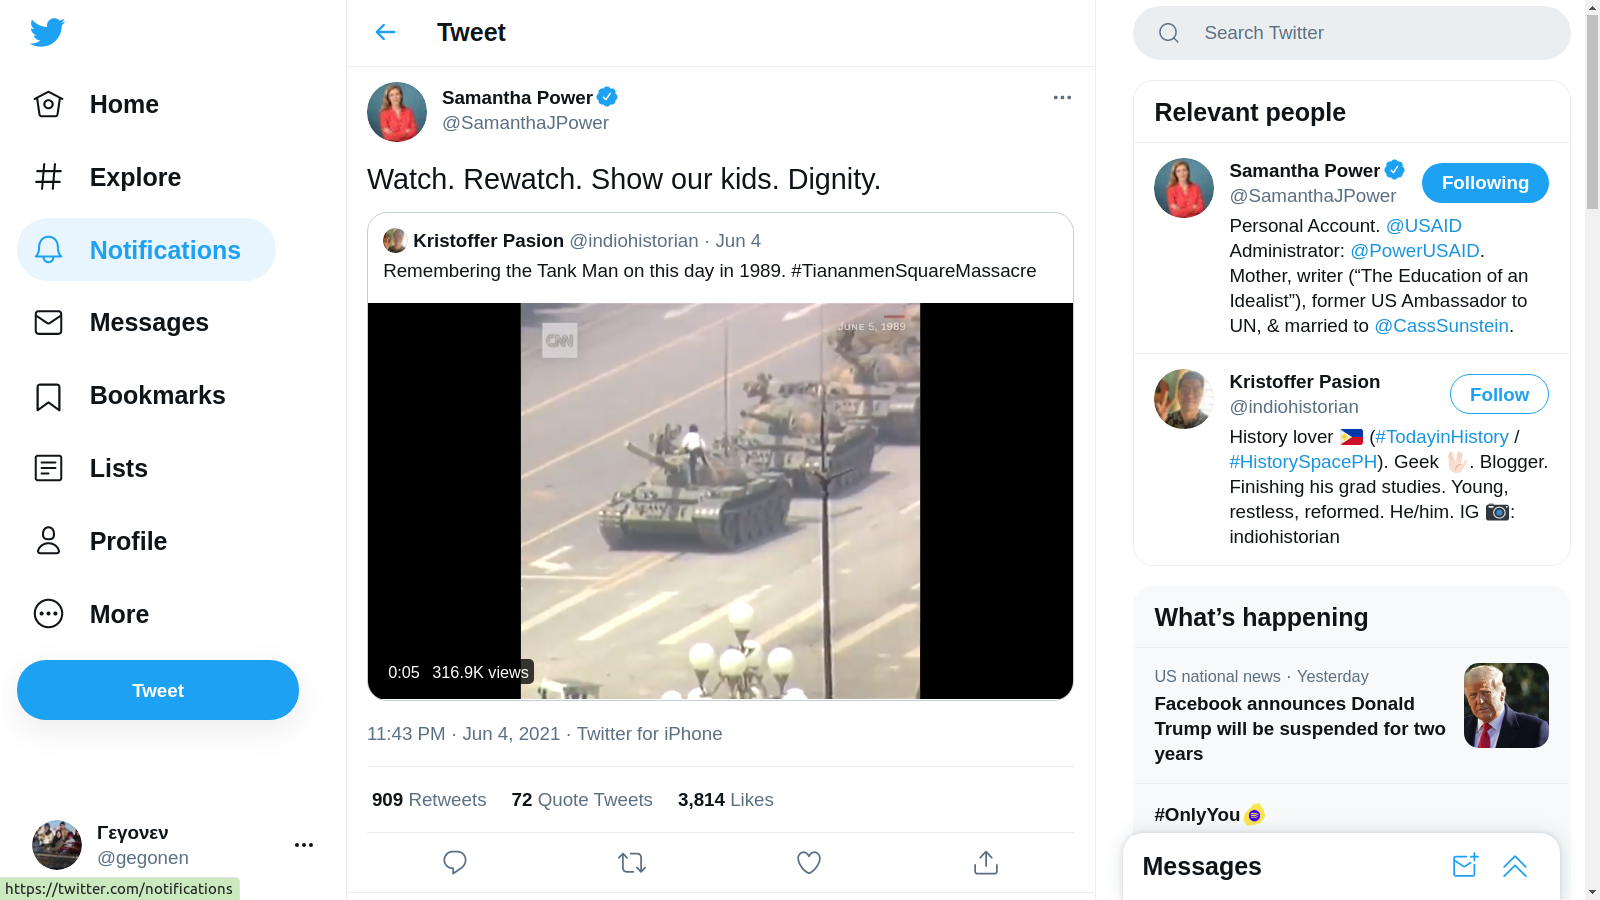 Home
Explore
Notifications
Messages
Bookmarks
Lists
Profile
More
Tweet
Γεγονεν
@gegonen
https://twitter.com/notifications
Tweet
Samantha Power
@SamanthaJPower
Watch. Rewatch. Show our kids. Dignity.
Kristoffer Pasion @indiohistorian · Jun 4
Remembering the Tank Man on this day in 1989. #TiananmenSquareMassacre
CNN
JUNE 5, 1989
0:05 316.9K views
11:43 PM · Jun 4, 2021 · Twitter for iPhone
909 Retweets 72 Quote Tweets 3,814 Likes
Search Twitter
Relevant people
Samantha Power
@SamanthaJPower
Following
Personal Account. @USAID
Administrator: @PowerUSAID.
Mother, writer (“The Education of an
Idealist”), former US Ambassador to
UN, & married to @CassSunstein.
Kristoffer Pasion
@indiohistorian
Follow
History lover 🇵🇭 (#TodayinHistory /
#HistorySpacePH). Geek 🖖🏻. Blogger.
Finishing his grad studies. Young,
restless, reformed. He/him. IG 📷:
indiohistorian
What’s happening
US national news · Yesterday
Facebook announces Donald
Trump will be suspended for two
years
#OnlyYou
Messages